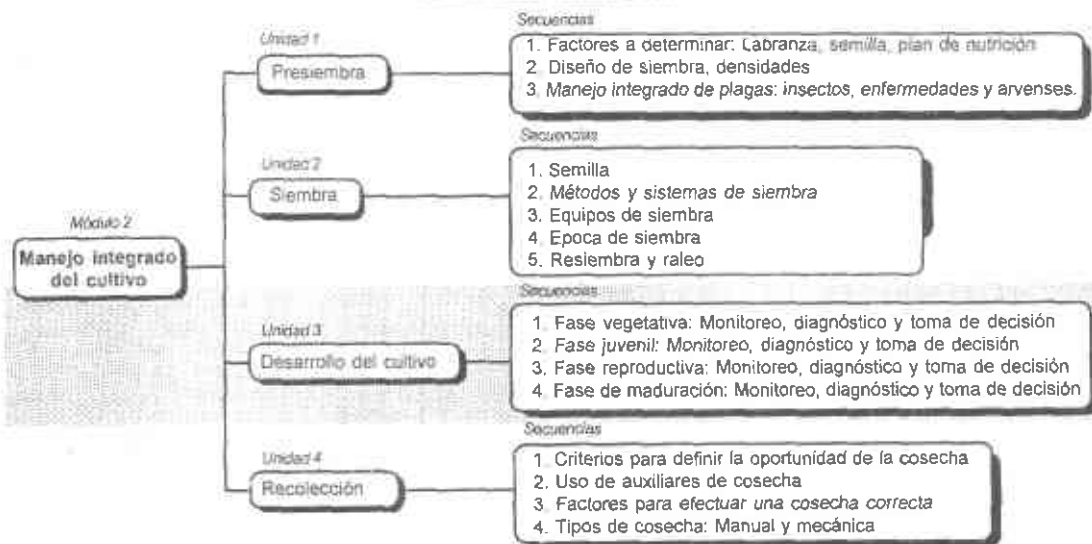 Secuencias
Unidad 1
Presiembra
1. Factores a determinar: Labranza, semilla, plan de nutrición
2. Diseño de siembra, densidades
3. Manejo integrado de plagas: insectos, enfermedades y arvenses.
Secuencias
Unidad 2
Siembra
1. Semilla
2. Métodos y sistemas de siembra
3. Equipos de siembra
4. Epoca de siembra
5. Resiembra y raleo
Módulo 2
Manejo integrado
del cultivo
Secuencias
Unidad 3
Desarrollo del cultivo
1. Fase vegetativa: Monitoreo, diagnóstico y toma de decisión
2. Fase juvenil: Monitoreo, diagnóstico y toma de decisión
3. Fase reproductiva: Monitoreo, diagnóstico y toma de decisión
4. Fase de maduración: Monitoreo, diagnóstico y toma de decisión
Secuencias
Unidad 4
Recolección
1. Criterios para definir la oportunidad de la cosecha
2. Uso de auxiliares de cosecha
3. Factores para efectuar una cosecha correcta
4. Tipos de cosecha: Manual y mecánica